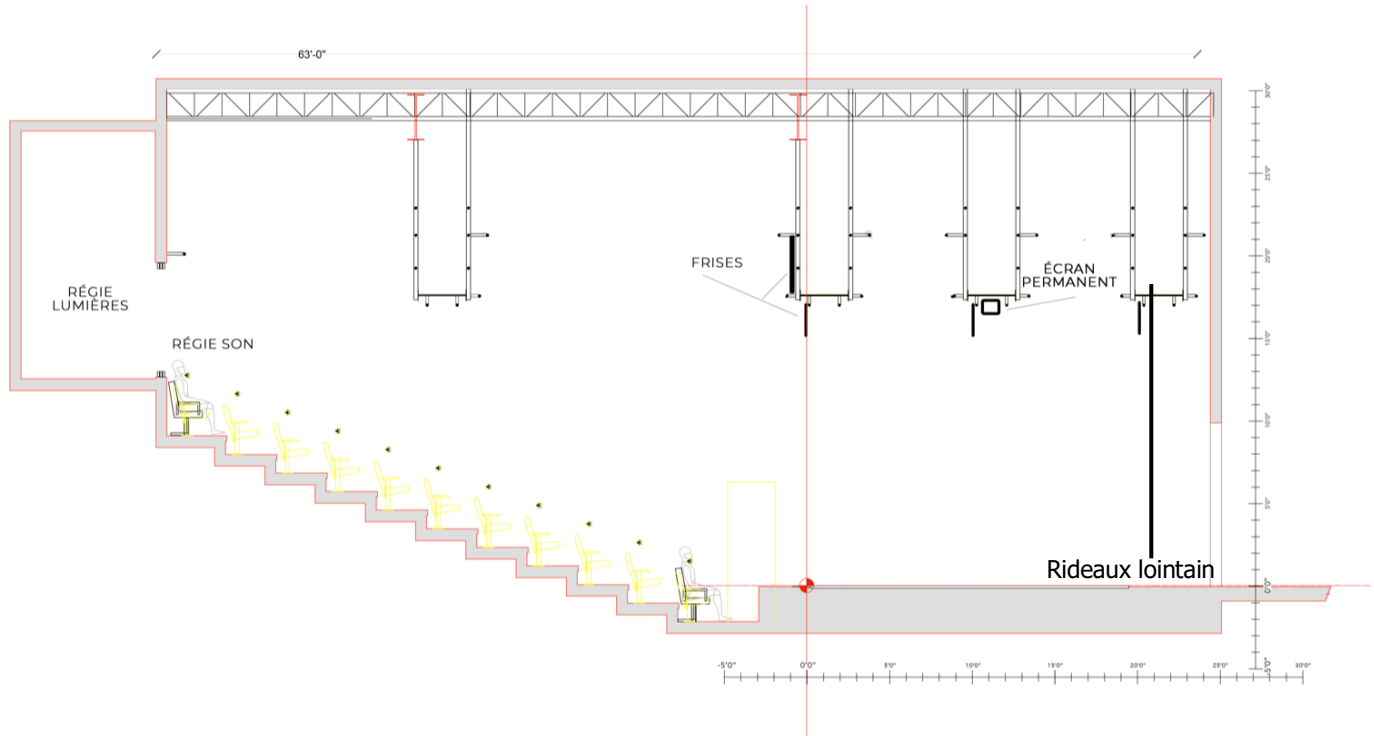 63'-0"
30'0"
25'0"
FRISES
ÉCRAN
PERMANENT
20'0"
RÉGIE
LUMIÈRES
15'0"
RÉGIE SON
10'0"
5'0"
Rideaux lointain
0'0"
-5'0"
-5'0" 0'0" 5'0" 10'0" 15'0" 20'0" 25'0" 30'0"